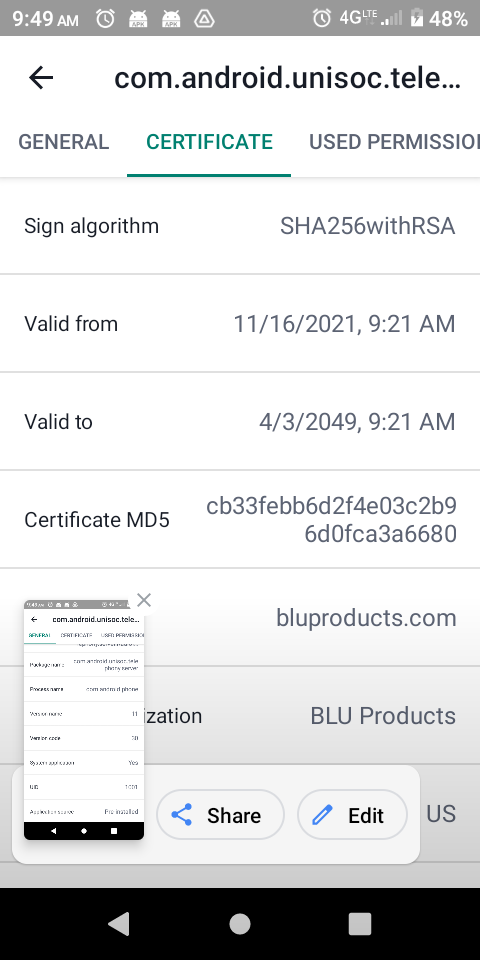 9:49 AM
4G LTE
48%
com.android.unisoc.tele...
GENERAL CERTIFICATE USED PERMISSIO
Sign algorithm SHA256withRSA
Valid from 11/16/2021, 9:21 AM
Valid to 4/3/2049, 9:21 AM
Certificate MD5 cb33febb6d2f4e03c2b9
6d0fca3a6680
bluproducts.com
ization BLU Products
US
com.android.unisoc.tele...
GENERAL CERTIFICATE USED PERMISSIO
Package name com.android.unisoc.tele
phony.server
Process name com.android.phone
Version name 11
Version code 30
System application Yes
UID 1001
Application source Pre-installed
Share
Edit